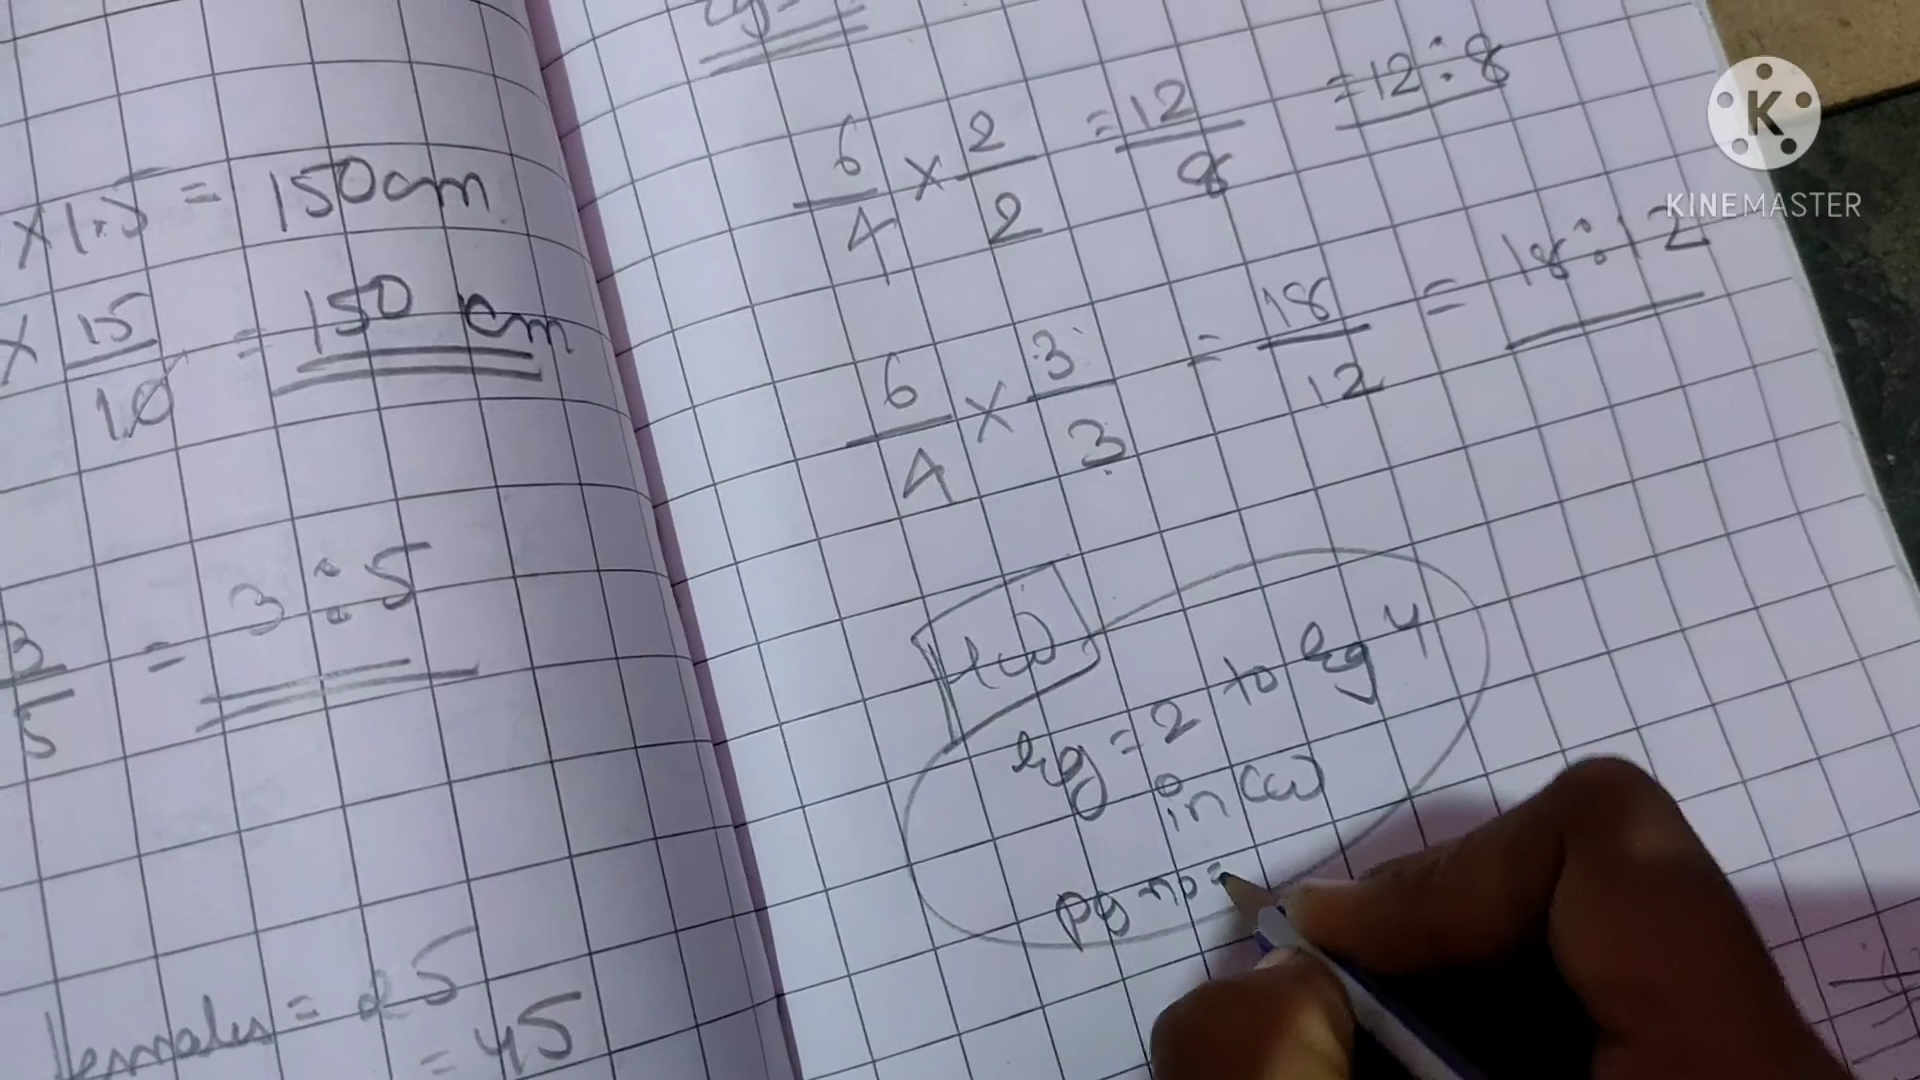 × 1.5 = 150cm
× 15/10 = 150 cm
3/5 = 3:5
females = 25
= 45
6/4 × 2/2 = 12/8 = 12:8
6/4 × 3/3 = 18/12 = 18:12
HW
eg = 2 to eg 4
in CW
pg no =
K
KINEMASTER